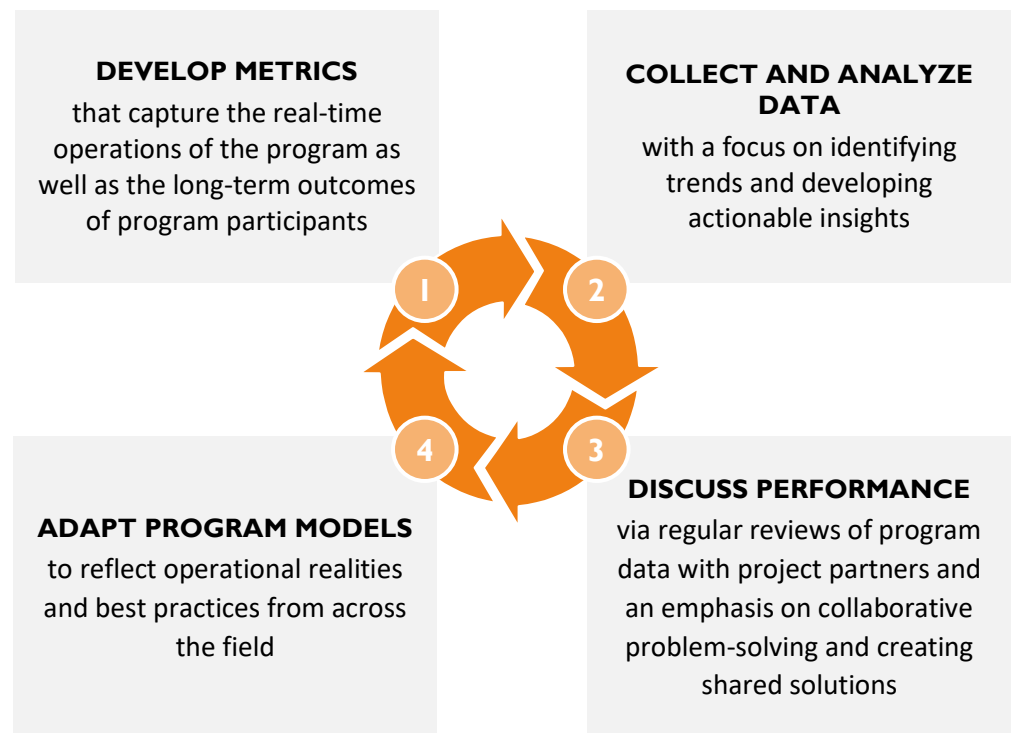 DEVELOP METRICS
that capture the real-time
operations of the program as
well as the long-term outcomes
of program participants
COLLECT AND ANALYZE
DATA
with a focus on identifying
trends and developing
actionable insights
1
2
4
3
DISCUSS PERFORMANCE
via regular reviews of program
data with project partners and
an emphasis on collaborative
problem-solving and creating
shared solutions
ADAPT PROGRAM MODELS
to reflect operational realities
and best practices from across
the field